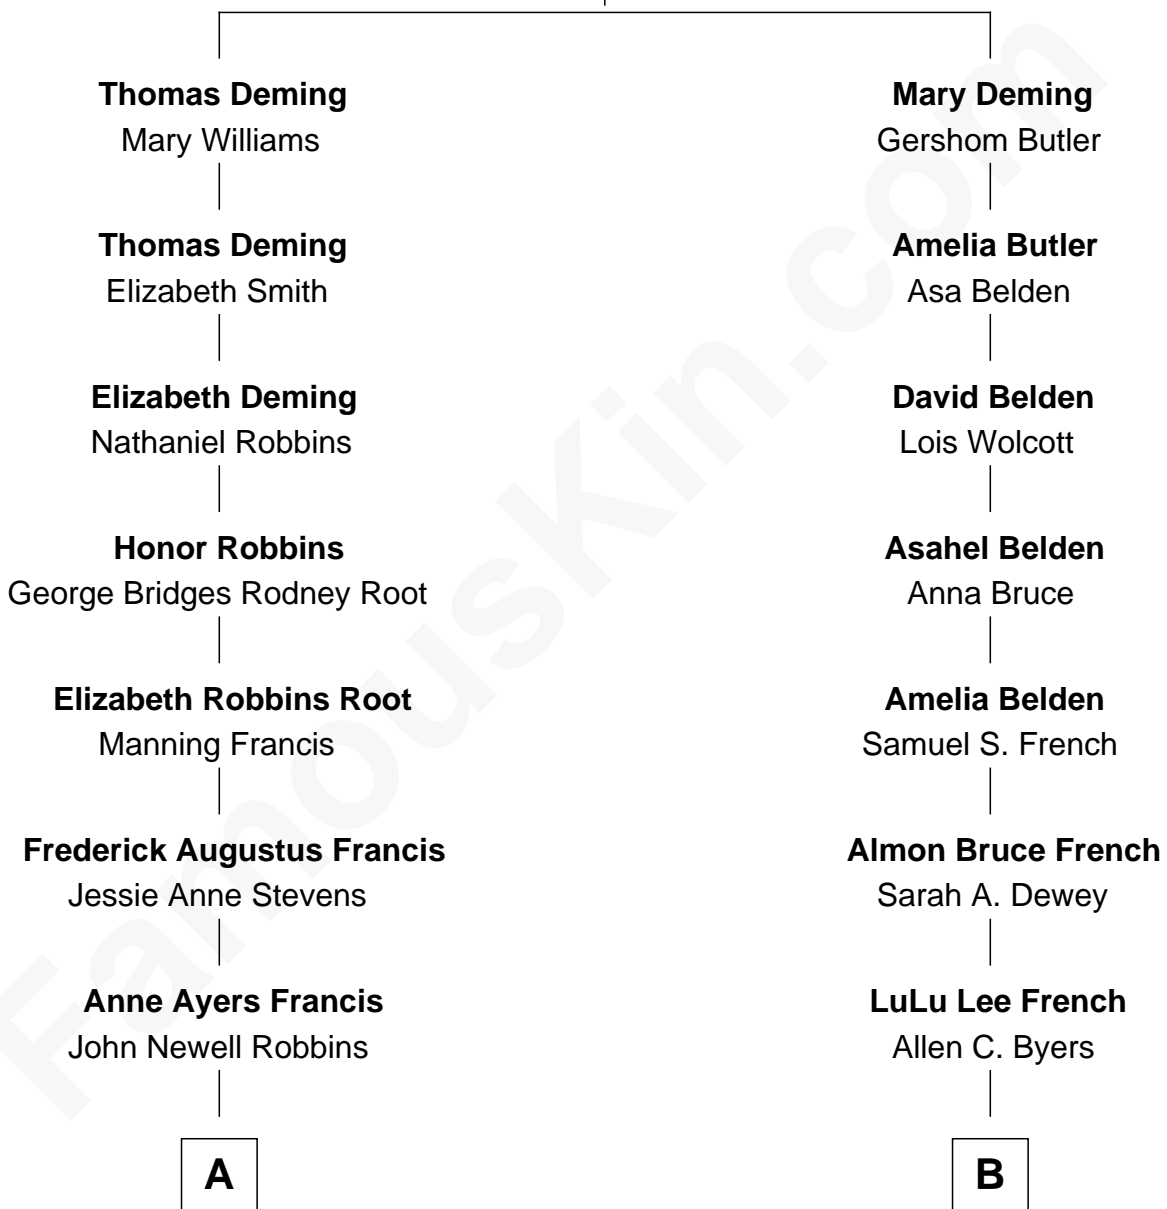 Thomas Deming
Mary Williams
Thomas Deming
Elizabeth Smith
Elizabeth Deming
Nathaniel Robbins
Honor Robbins
George Bridges Rodney Root
Elizabeth Robbins Root
Manning Francis
Frederick Augustus Francis
Jessie Anne Stevens
Anne Ayers Francis
John Newell Robbins
A
Mary Deming
Gershom Butler
Amelia Butler
Asa Belden
David Belden
Lois Wolcott
Asahel Belden
Anna Bruce
Amelia Belden
Samuel S. French
Almon Bruce French
Sarah A. Dewey
LuLu Lee French
Allen C. Byers
B
FamousKin.com